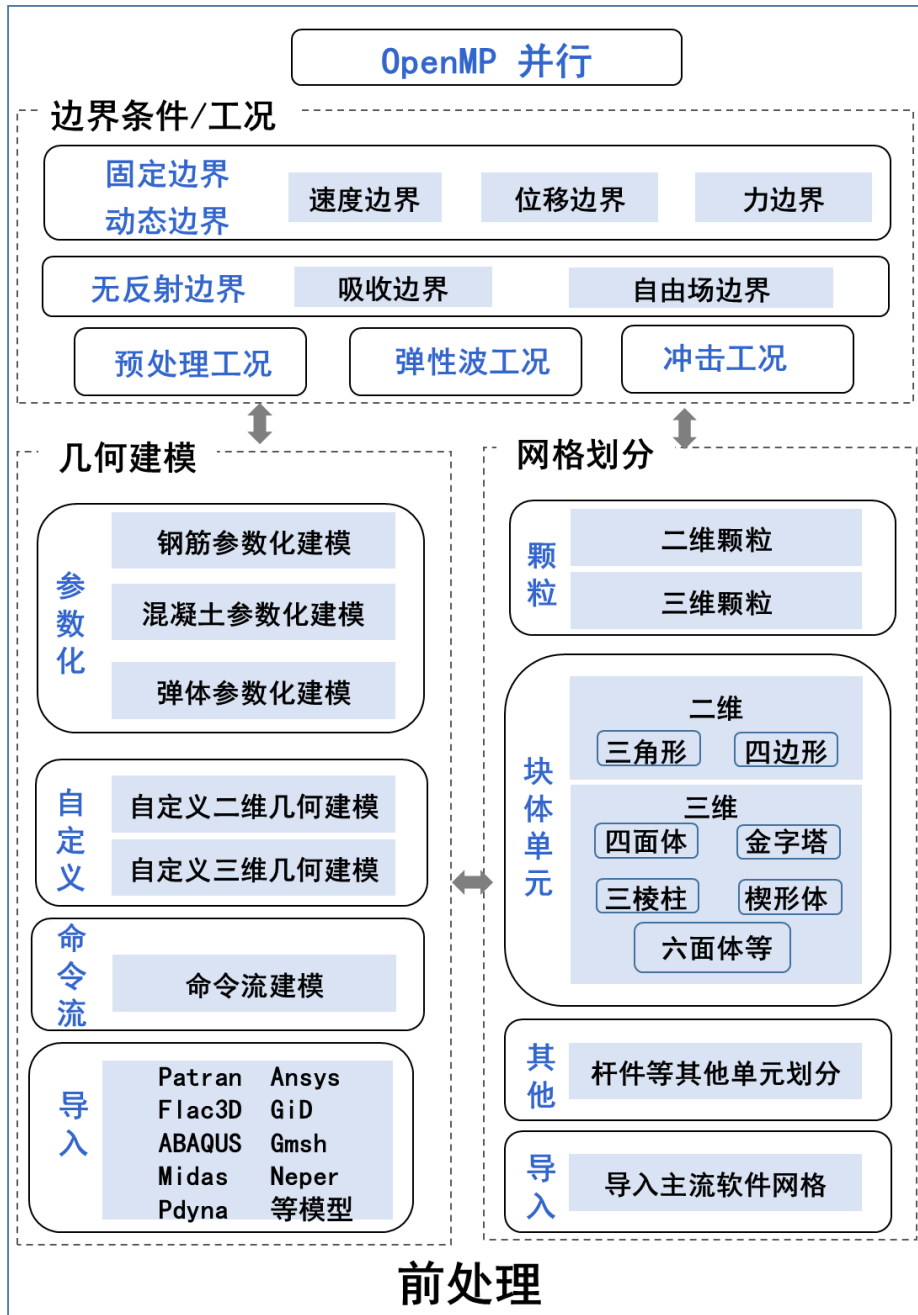 OpenMP 并行
边界条件/工况
固定边界
动态边界
速度边界
位移边界
力边界
无反射边界
吸收边界
自由场边界
预处理工况
弹性波工况
冲击工况
几何建模
参数化
钢筋参数化建模
混凝土参数化建模
弹体参数化建模
自定义
自定义二维几何建模
自定义三维几何建模
命令流
命令流建模
导入
Patran Ansys
Flac3D GiD
ABAQUS Gmsh
Midas Neper
Pdyna 等模型
网格划分
颗粒
二维颗粒
三维颗粒
块体单元
二维
三角形 四边形
三维
四面体 金字塔
三棱柱 楔形体
六面体等
其他
杆件等其他单元划分
导入
导入主流软件网格
前处理